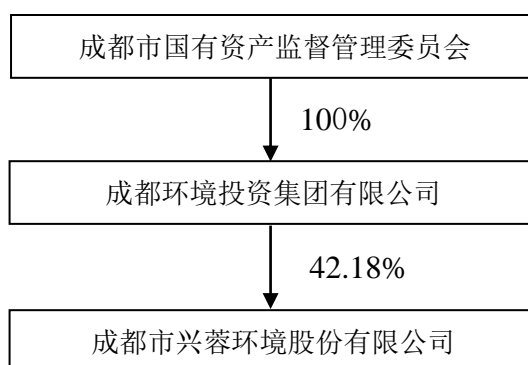 成都市国有资产监督管理委员会
100%
成都环境投资集团有限公司
42.18%
成都市兴蓉环境股份有限公司